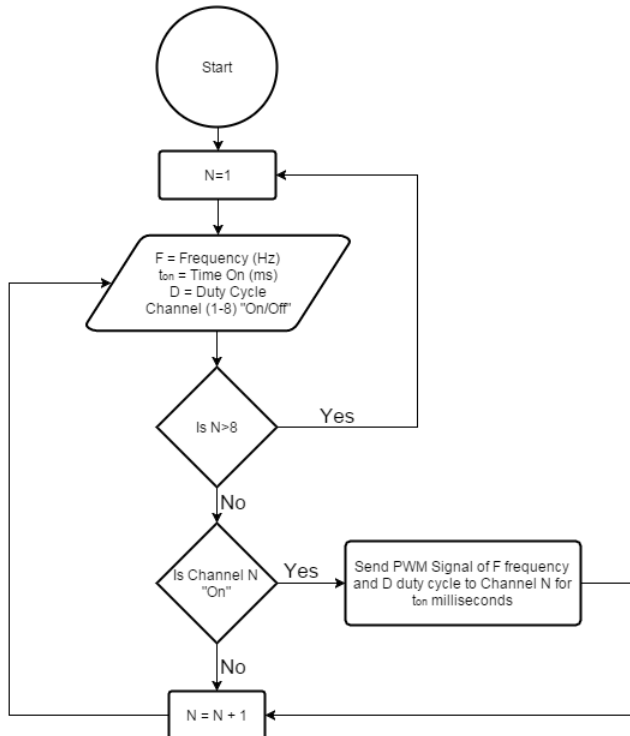 Start
N=1
F = Frequency (Hz)
ton = Time On (ms)
D = Duty Cycle
Channel (1-8) "On/Off"
Is N>8
Yes
No
Is Channel N
"On"
Yes
Send PWM Signal of F frequency
and D duty cycle to Channel N for
ton milliseconds
No
N = N + 1